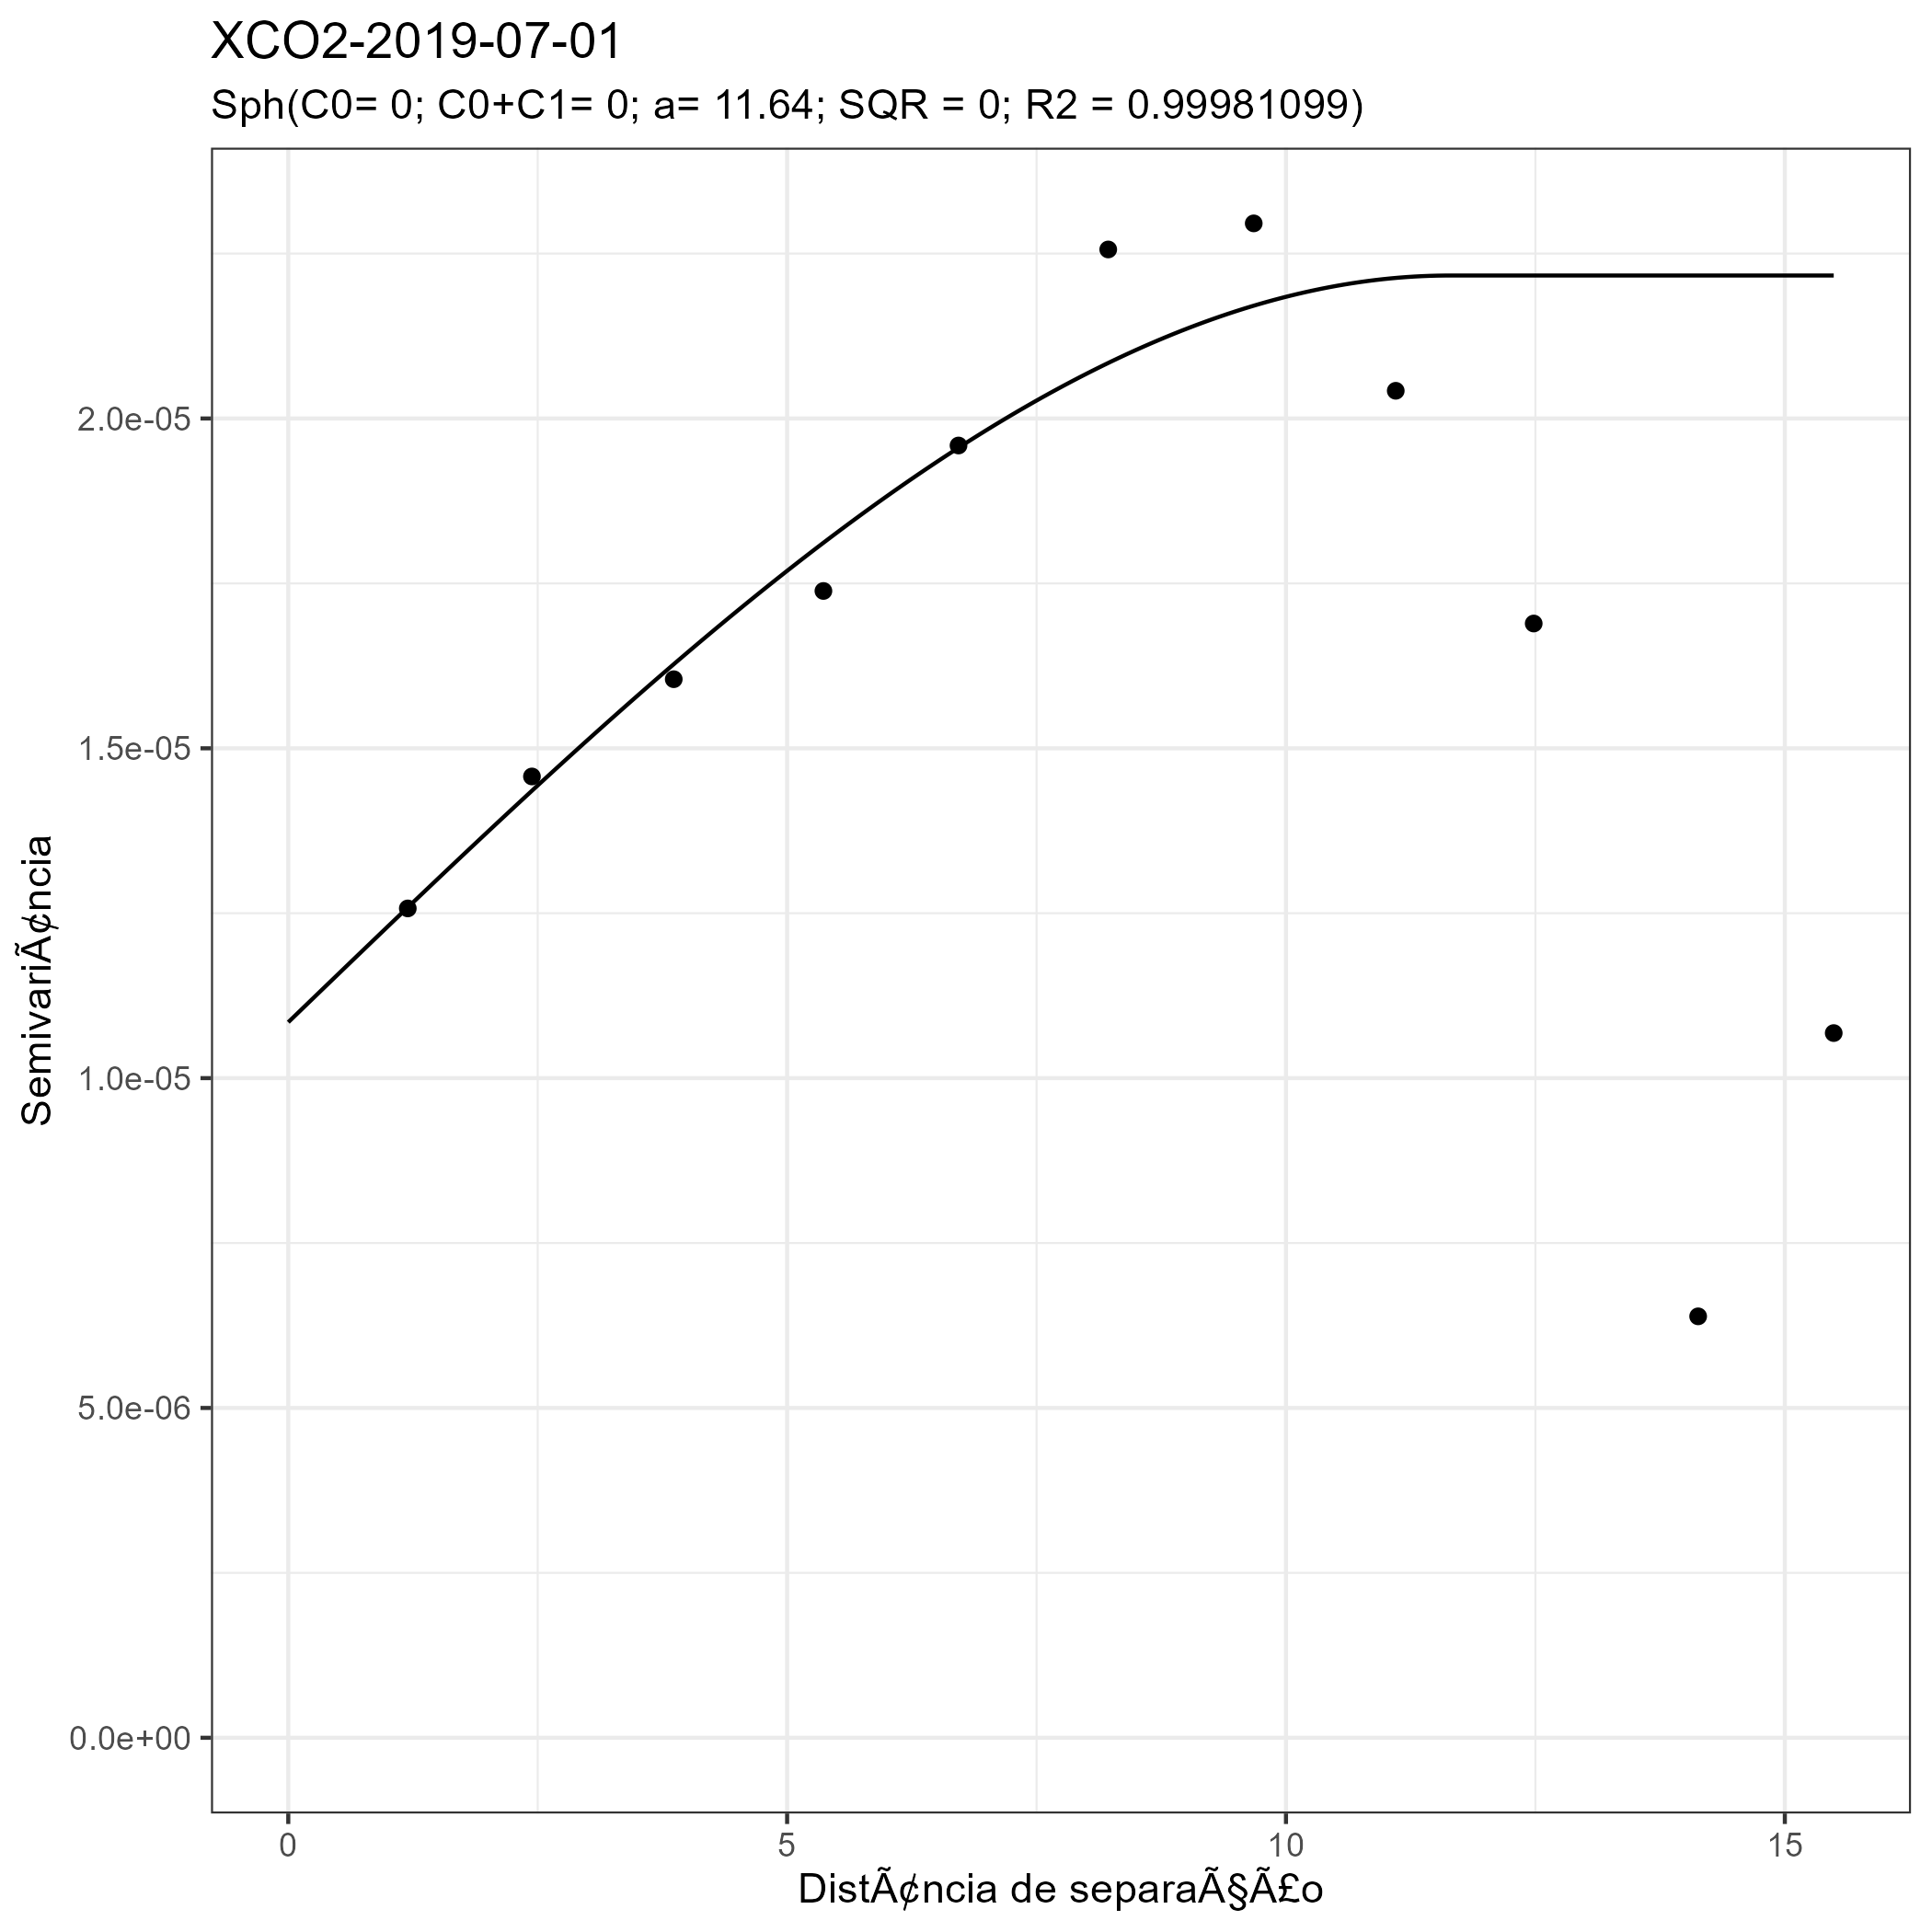 XCO2-2019-07-01
Sph(C0= 0; C0+C1= 0; a= 11.64; SQR = 0; R2 = 0.99981099)
SemivariÃ¢ncia
2.0e-05
1.5e-05
1.0e-05
5.0e-06
0.0e+00
0
5
10
15
DistÃ¢ncia de separaÃ§Ã£o